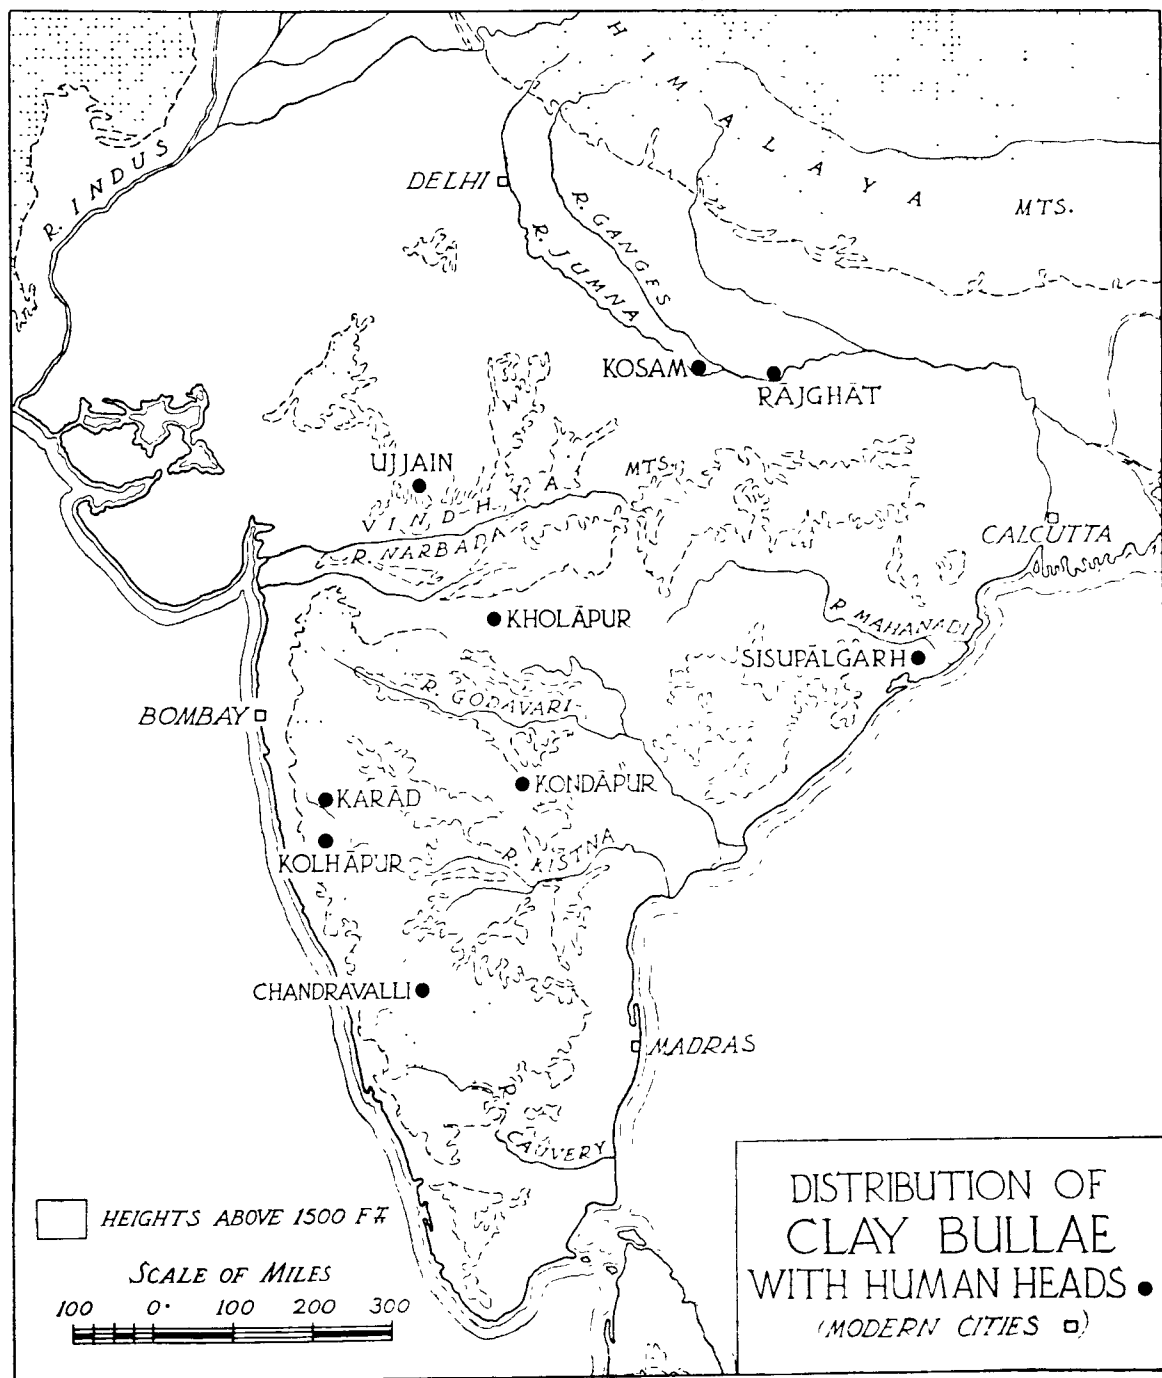 HIMALAYA
MTS.
R. INDUS
DELHI
R. GANGES
R. JUMNA
KOSAM
RĀJGHĀT
UJJAIN
VINDHYAS
MTS.
R. NARBADA
CALCUTTA
KHOLĀPUR
R. MAHANADI
SISUPĀLGARH
R. GODAVARI
BOMBAY
KONDĀPUR
KARĀD
KOLHĀPUR
R. KISTNA
CHANDRAVALLI
MADRAS
R. CAUVERY
HEIGHTS ABOVE 1500 FT.
SCALE OF MILES
100 0 100 200 300
DISTRIBUTION OF
CLAY BULLAE
WITH HUMAN HEADS
(MODERN CITIES )